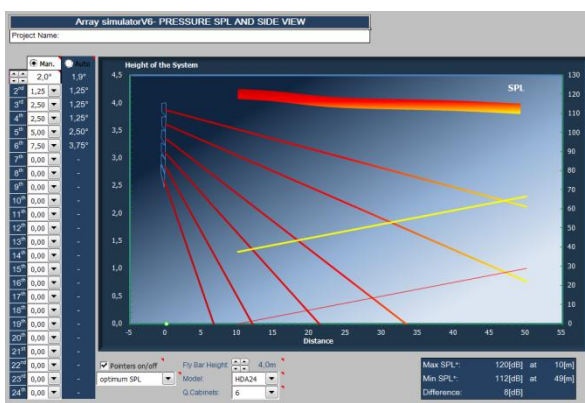 Array simulatorV6- PRESSURE SPL AND SIDE VIEW
Project Name:
Man. Auto
2,0° 1,9°
2nd 1,25 1,25°
3rd 2,50 1,25°
4th 2,50 1,25°
5th 5,00 2,50°
6th 7,50 3,75°
7th 0,00 -
8th 0,00 -
9th 0,00 -
10th 0,00 -
11th 0,00 -
12th 0,00 -
13th 0,00 -
14th 0,00 -
15th 0,00 -
16th 0,00 -
17th 0,00 -
18th 0,00 -
19th 0,00 -
20th 0,00 -
21st 0,00 -
22nd 0,00 -
23rd 0,00 -
24th 0,00 -
Height of the System
SPL
4,5
4,0
3,5
3,0
2,5
2,0
1,5
1,0
0,5
0,0
130
120
110
100
90
80
70
60
50
40
30
20
10
0
-5 0 5 10 15 20 25 30 35 40 45 50 55
Distance
Pointers on/off
optimum SPL
Fly Bar Height: 4,0m
Model: HDA24
Q.Cabinets: 6
Max SPL*: 120[dB] at 10[m]
Min SPL*: 112[dB] at 49[m]
Difference: 8[dB]